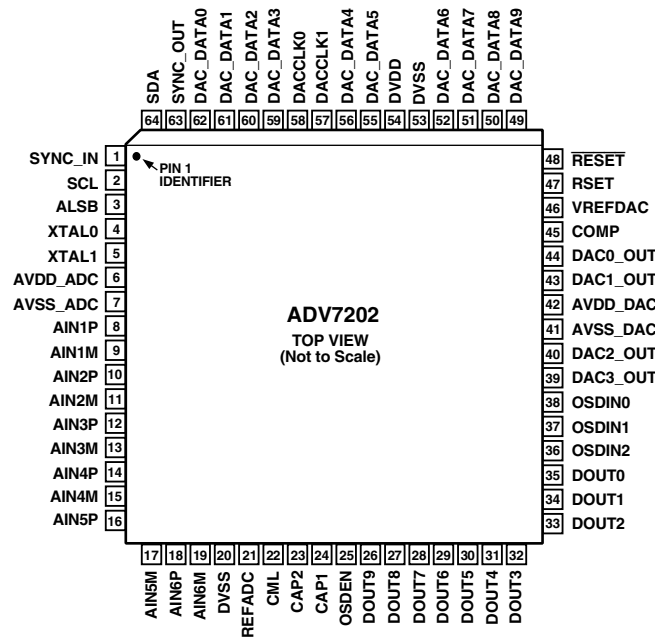 SDA
SYNC_OUT
DAC_DATA0
DAC_DATA1
DAC_DATA2
DAC_DATA3
DACCLK0
DACCLK1
DAC_DATA4
DAC_DATA5
DVDD
DVSS
DAC_DATA6
DAC_DATA7
DAC_DATA8
DAC_DATA9
64 63 62 61 60 59 58 57 56 55 54 53 52 51 50 49
SYNC_IN 1
SCL 2
ALSB 3
XTAL0 4
XTAL1 5
AVDD_ADC 6
AVSS_ADC 7
AIN1P 8
AIN1M 9
AIN2P 10
AIN2M 11
AIN3P 12
AIN3M 13
AIN4P 14
AIN4M 15
AIN5P 16
PIN 1
IDENTIFIER
ADV7202
TOP VIEW
(Not to Scale)
48 RESET
47 RSET
46 VREFDAC
45 COMP
44 DAC0_OUT
43 DAC1_OUT
42 AVDD_DAC
41 AVSS_DAC
40 DAC2_OUT
39 DAC3_OUT
38 OSDIN0
37 OSDIN1
36 OSDIN2
35 DOUT0
34 DOUT1
33 DOUT2
17 18 19 20 21 22 23 24 25 26 27 28 29 30 31 32
AIN5M
AIN6P
AIN6M
DVSS
REFADC
CML
CAP2
CAP1
OSDEN
DOUT9
DOUT8
DOUT7
DOUT6
DOUT5
DOUT4
DOUT3